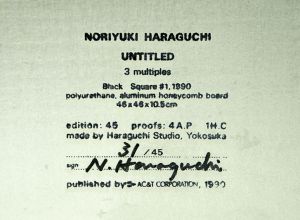 NORIYUKI HARAGUCHI
UNTITLED
3 multiples
Black Square #1, 1990
polyurethane, aluminum honeycomb board
46x46x10.5cm
edition: 45 proofs: 4 A.P 1H.C
made by Haraguchi Studio, Yokosuka
31/45
sign N. Haraguchi
published by AC&T CORPORATION, 1990